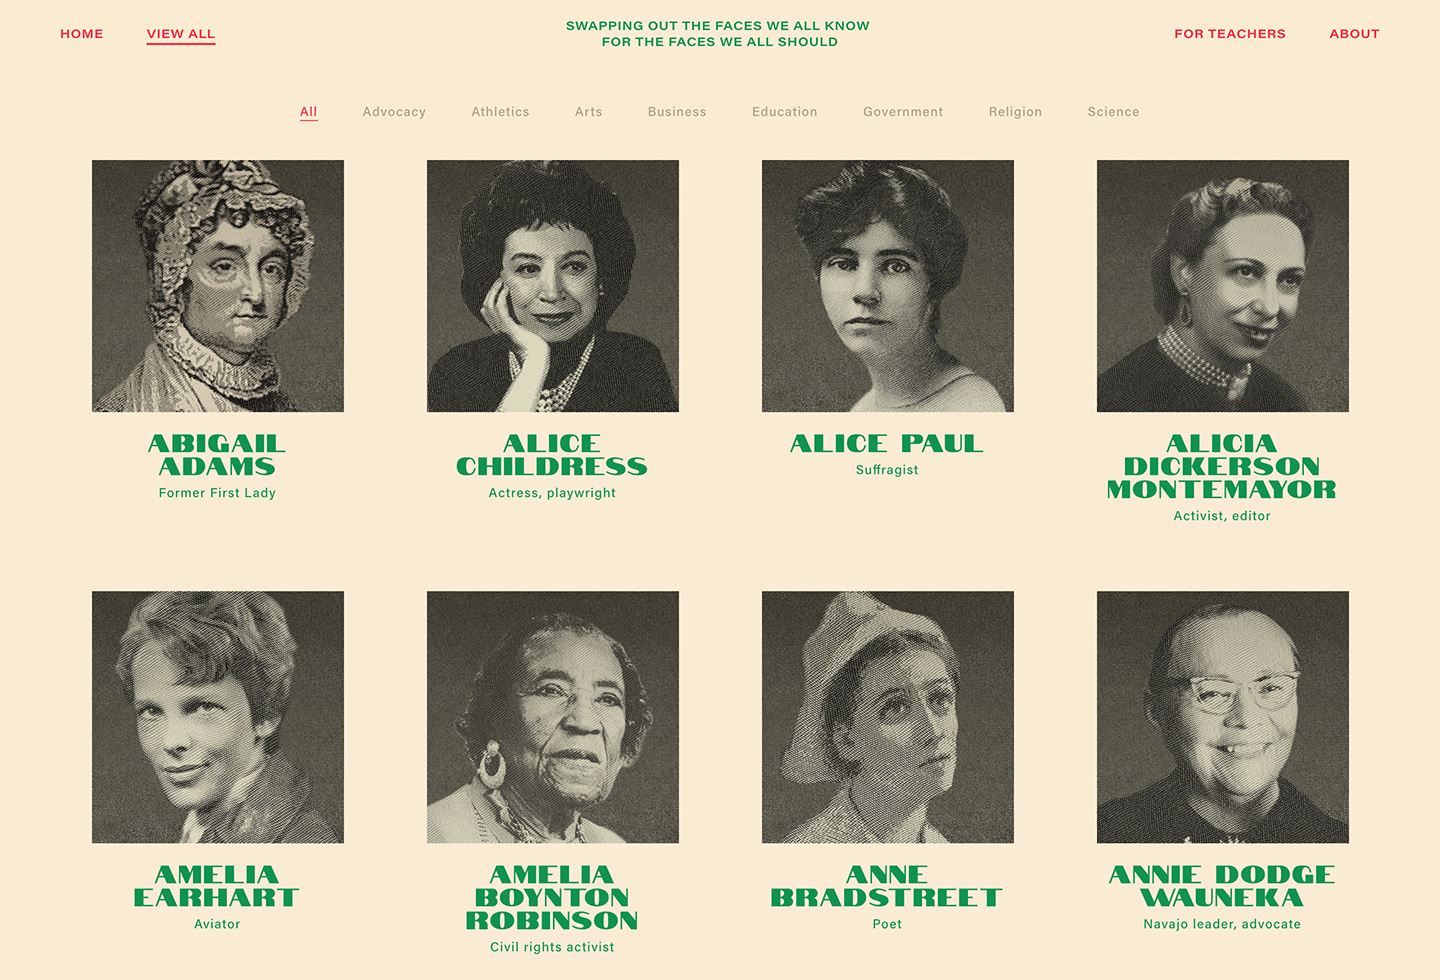 HOME
VIEW ALL
SWAPPING OUT THE FACES WE ALL KNOW
FOR THE FACES WE ALL SHOULD
FOR TEACHERS
ABOUT
All
Advocacy
Athletics
Arts
Business
Education
Government
Religion
Science
ABIGAIL
ADAMS
Former First Lady
ALICE
CHILDRESS
Actress, playwright
ALICE PAUL
Suffragist
ALICIA
DICKERSON
MONTEMAYOR
Activist, editor
AMELIA
EARHART
Aviator
AMELIA
BOYNTON
ROBINSON
Civil rights activist
ANNE
BRADSTREET
Poet
ANNIE DODGE
WAUNEKA
Navajo leader, advocate